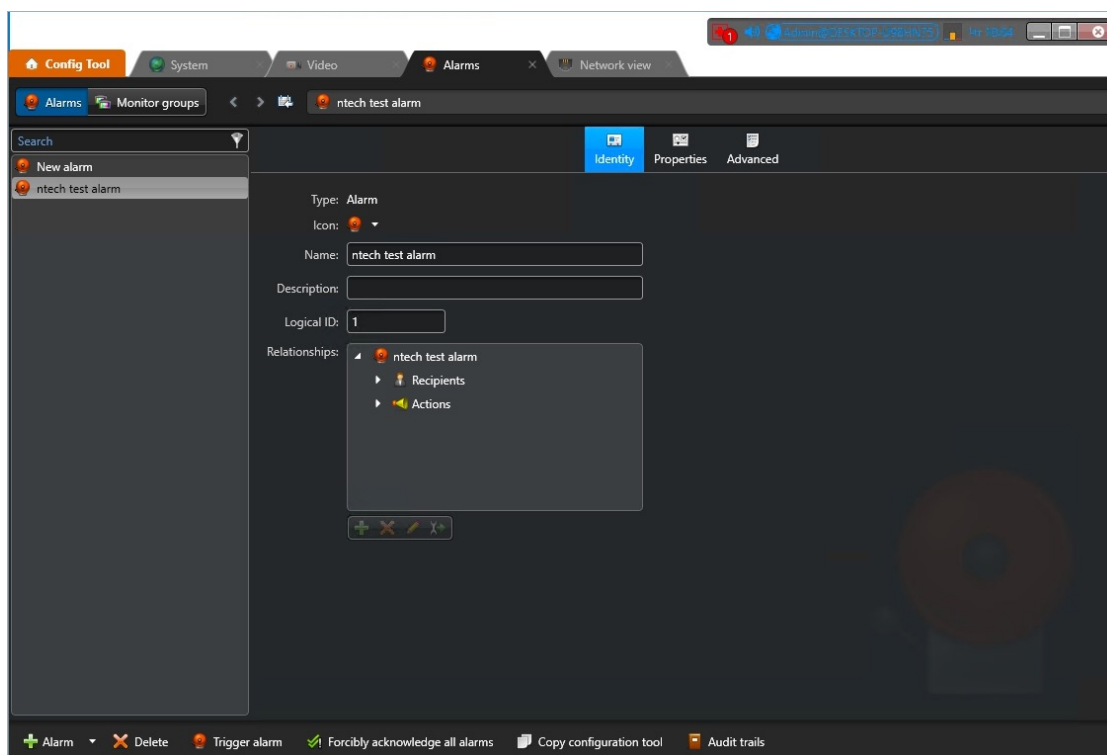 1
Config Tool System Video Alarms Network view
Alarms Monitor groups ntech test alarm
Search
New alarm
ntech test alarm
Identity Properties Advanced
Type: Alarm
Icon:
Name: ntech test alarm
Description:
Logical ID: 1
Relationships: ntech test alarm
Recipients
Actions
Alarm Delete Trigger alarm Forcibly acknowledge all alarms Copy configuration tool Audit trails